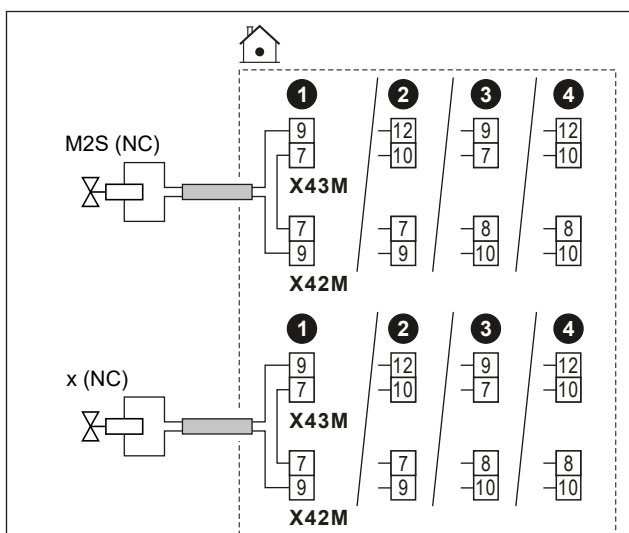 1 2 3 4
9 12 9 12
M2S (NC)
7 10 7 10
X43M
7 7 8 8
9 9 10 10
X42M
1 2 3 4
9 12 9 12
x (NC)
7 10 7 10
X43M
7 7 8 8
9 9 10 10
X42M